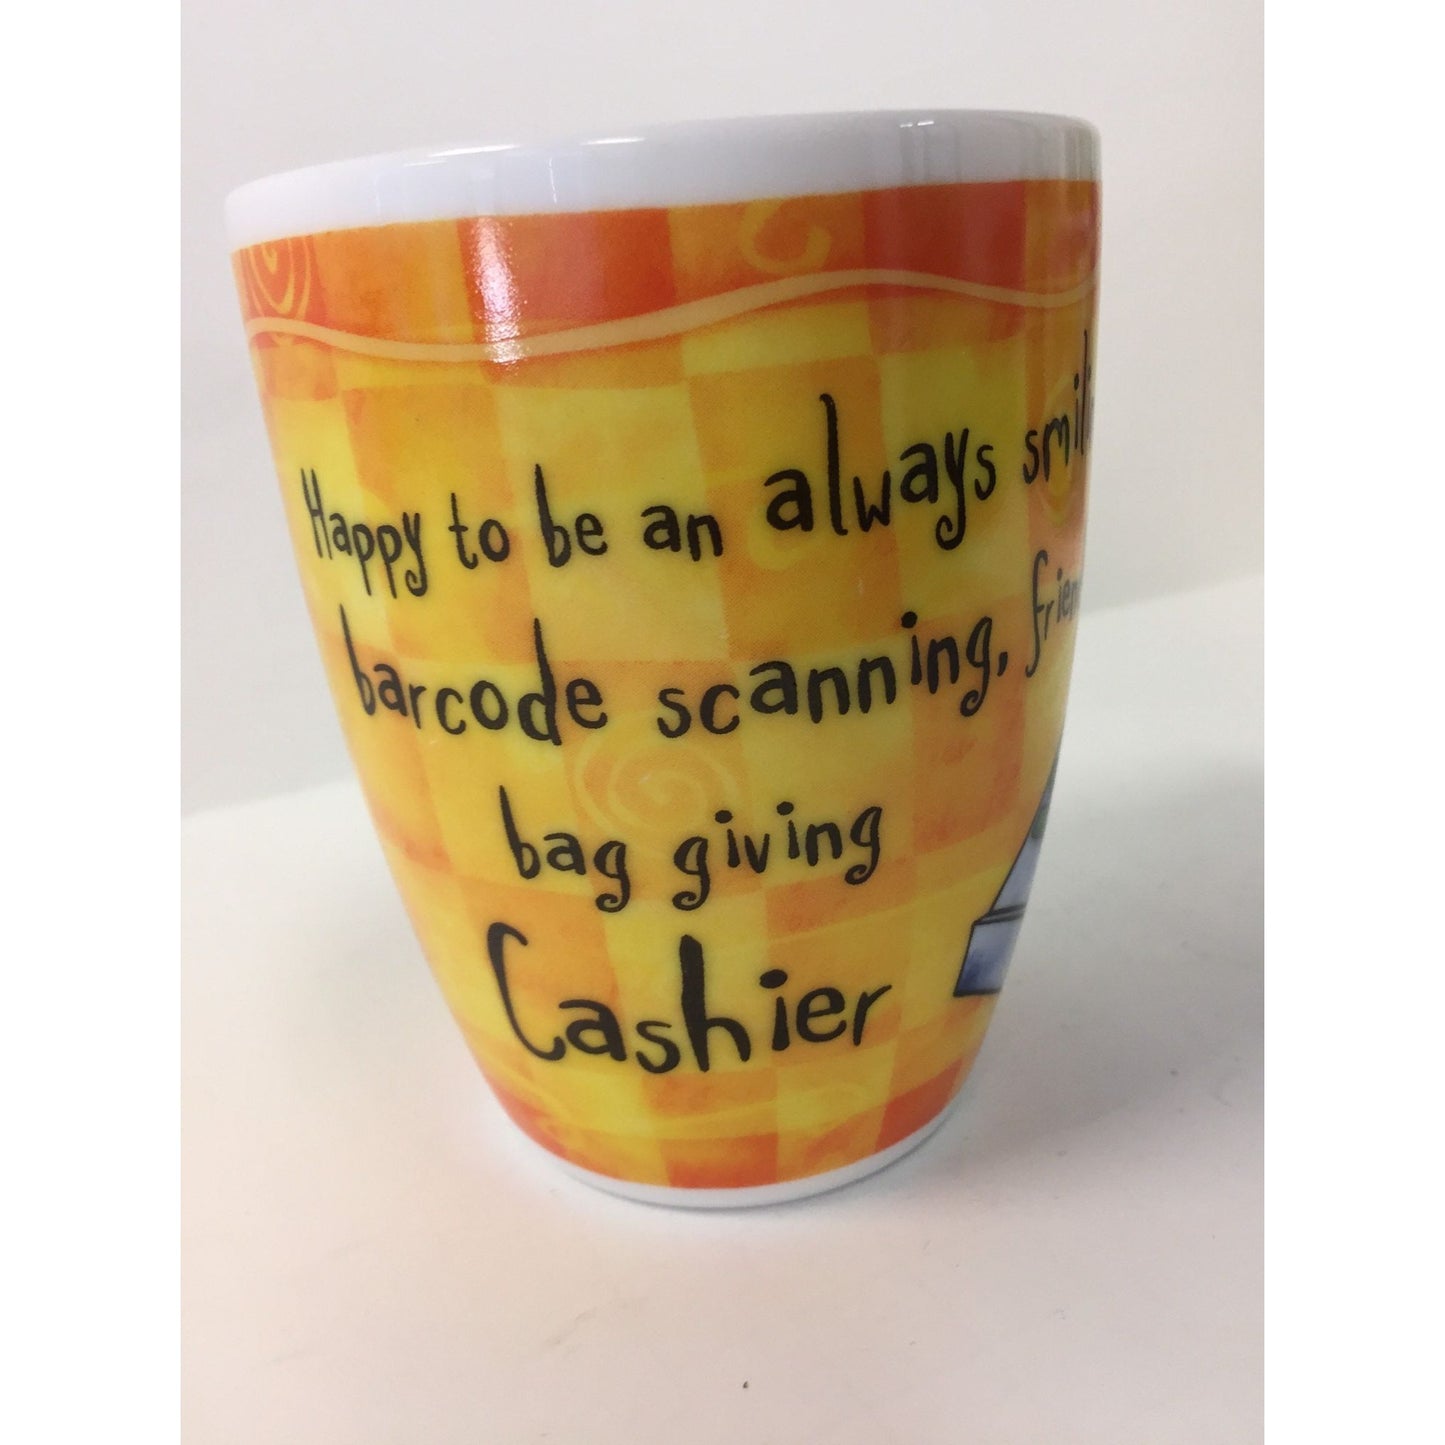 Happy to be an always
barcode scanning,
bag giving
Cashier